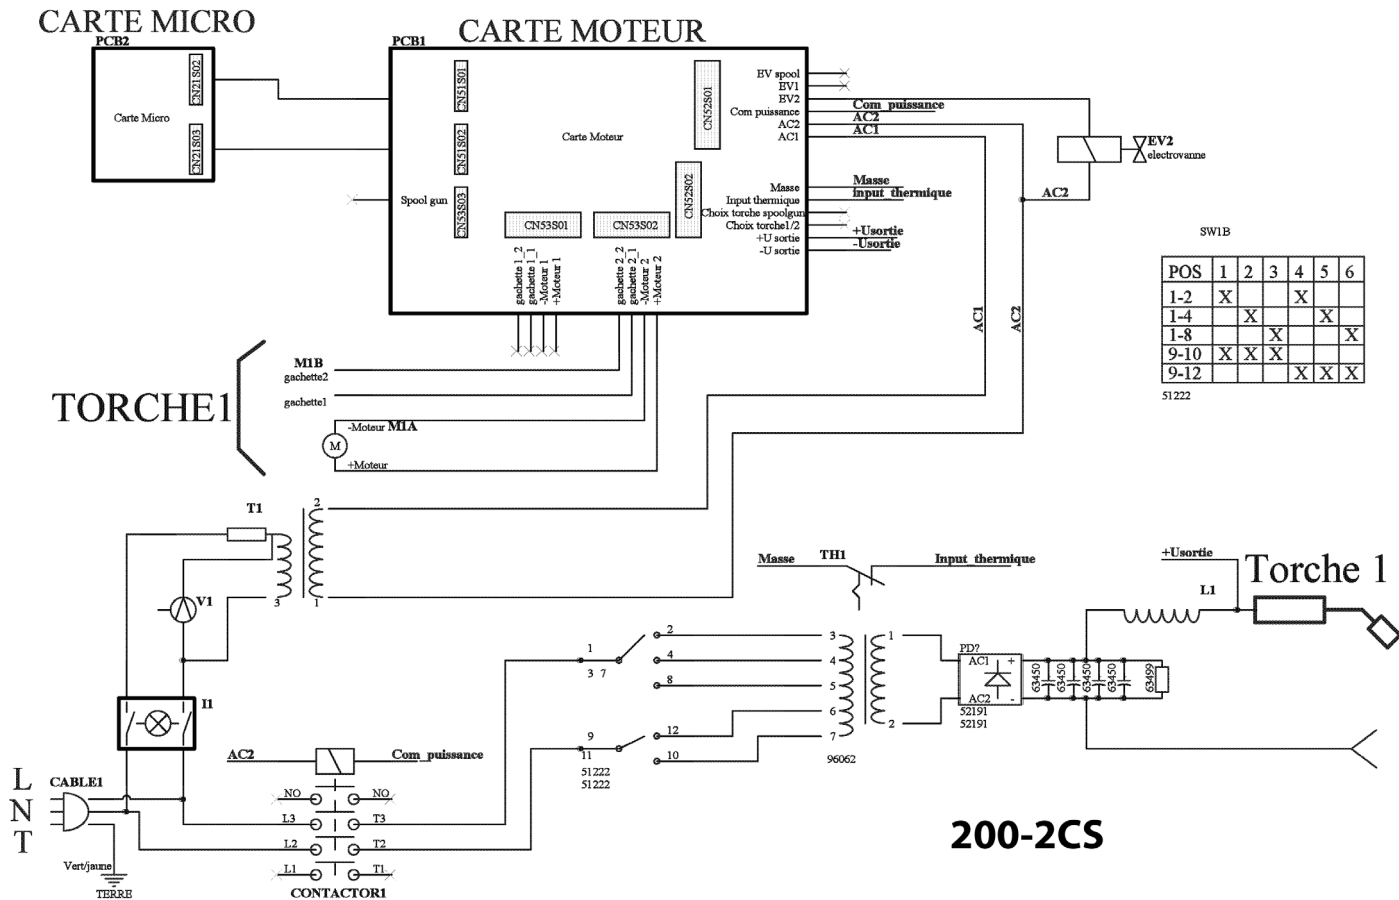 CARTE MICRO
CARTE MOTEUR
PCB2
PCB1
CN21S02
Carte Micro
CN21S03
CN51S01
CN51S02
CN53S03
Spool gun
Carte Moteur
CN52S01
CN52S02
CN53S01
CN53S02
EV spool
EV1
EV2
Com puissance
AC2
AC1
Com_puissance
AC2
AC1
Masse
Input thermique
Choix torche spoolgun
Choix torche1/2
+U sortie
-U sortie
Masse
input_thermique
+Usortie
-Usortie
EV2
electrovanne
AC2
gachette 1_2
gachette 1_1
-Moteur 1
+Moteur 1
gachette 2_2
gachette 2_1
-Moteur 2
+Moteur 2
AC1
AC2
SW1B
POS 1 2 3 4 5 6
1-2 X X
1-4 X X
1-8 X X
9-10 X X X
9-12 X X X
51222
TORCHE1
M1B
gachette2
gachette1
-Moteur M1A
M
+Moteur
T1
2
3
1
V1
I1
Masse
TH1
Input_thermique
+Usortie
L1
Torche 1
1
3 7
2
4
8
9
11
12
10
51222
51222
3
4
5
6
7
1
2
96062
PD?
AC1 +
AC2 -
52191
52191
63450
63450
63450
63499
AC2
Com_puissance
L
N
T
CABLE1
Vert/jaune
TERRE
NO NO
L3 T3
L2 T2
L1 T1
CONTACTOR1
200-2CS